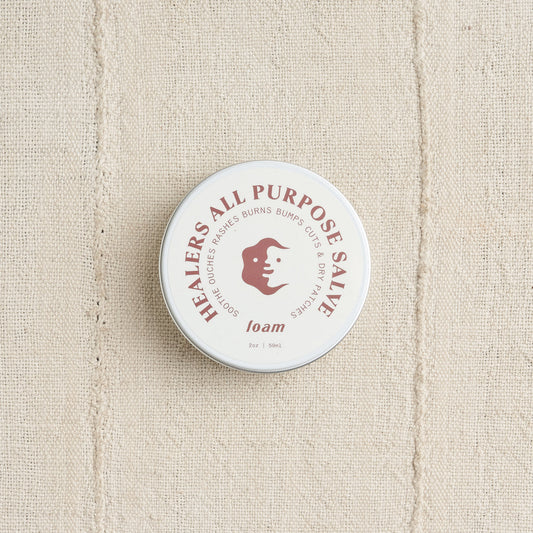 HEALERS ALL PURPOSE SALVE
SOOTHE OUCHES RASHES BURNS BUMPS CUTS & DRY PATCHES
loam
2oz | 59ml